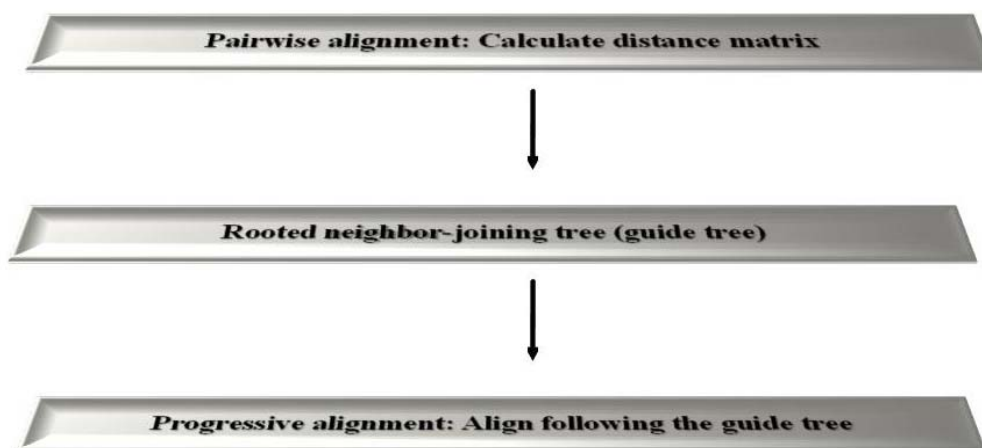 Pairwise alignment: Calculate distance matrix
Rooted neighbor-joining tree (guide tree)
Progressive alignment: Align following the guide tree